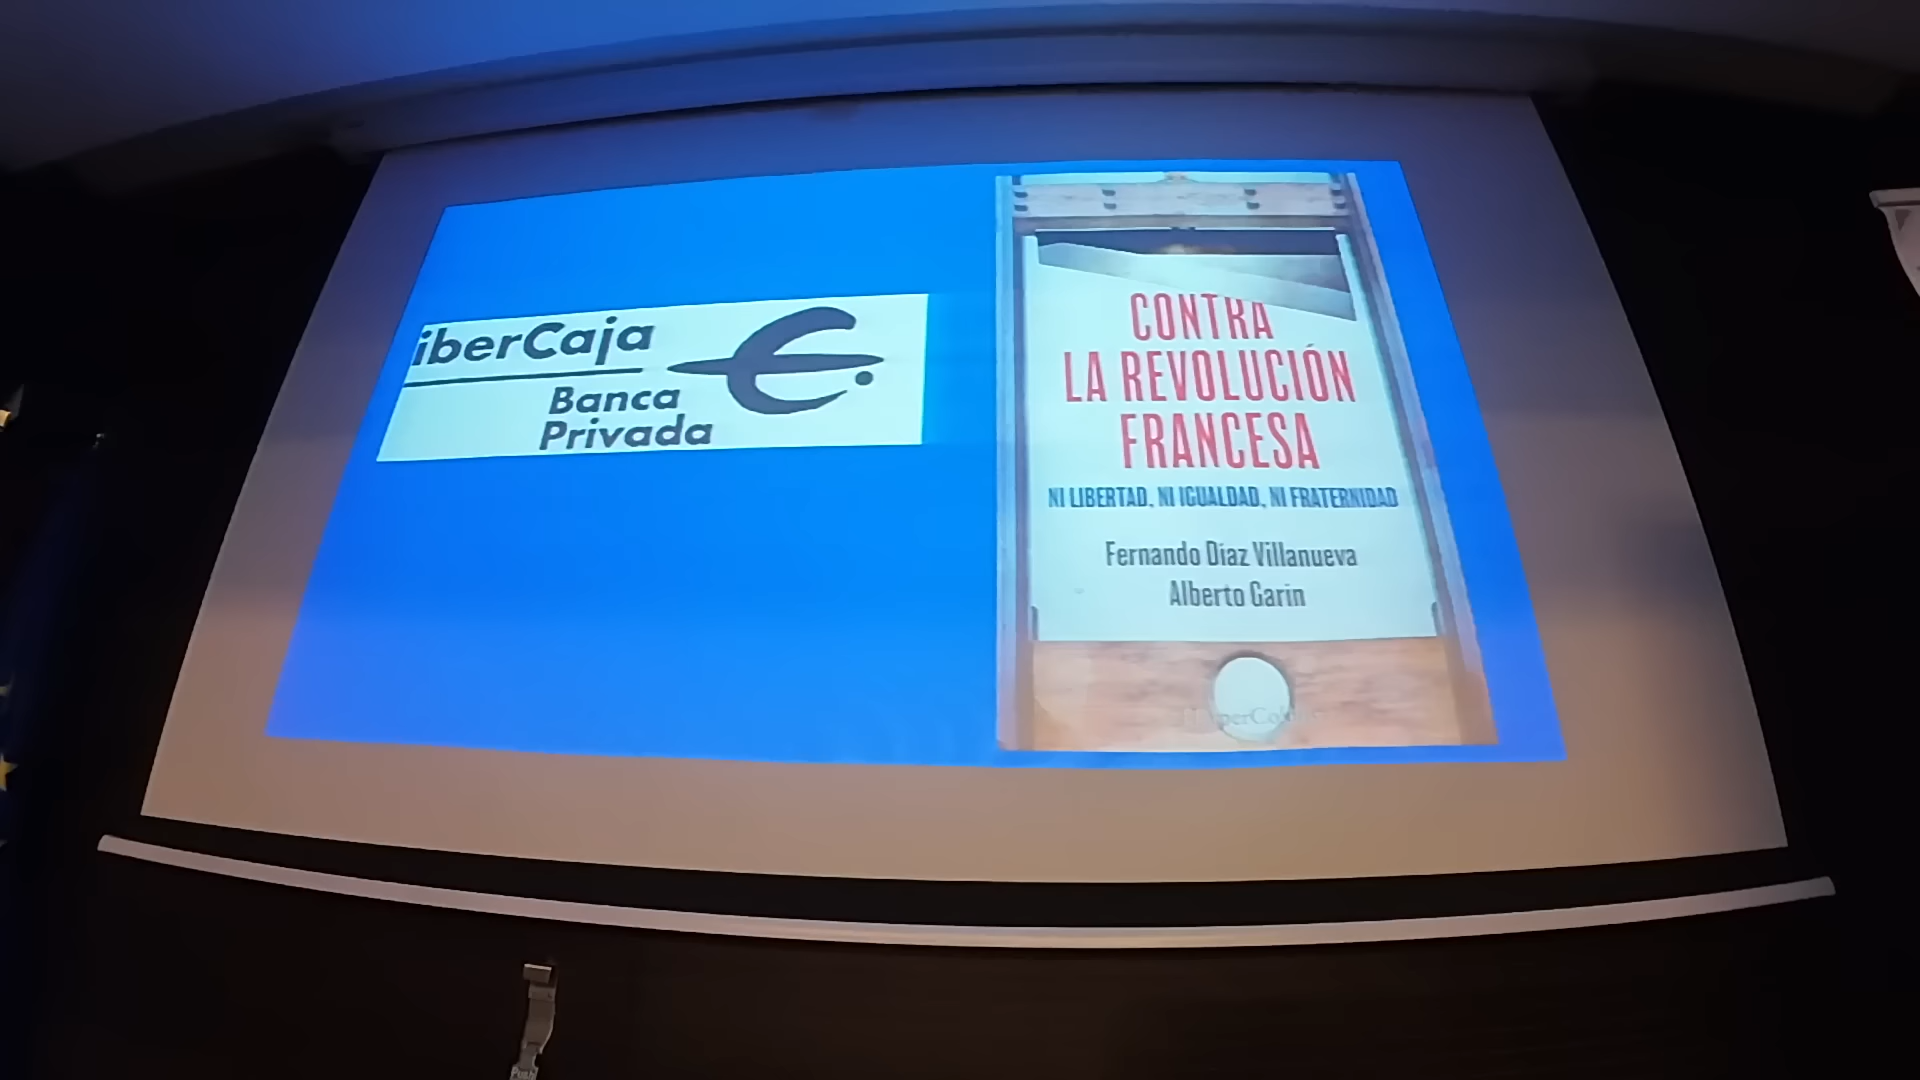 iberCaja
Banca
Privada
CONTRA
LA REVOLUCIÓN
FRANCESA
NI LIBERTAD, NI IGUALDAD, NI FRATERNIDAD
Fernando Díaz Villanueva
Alberto Garín